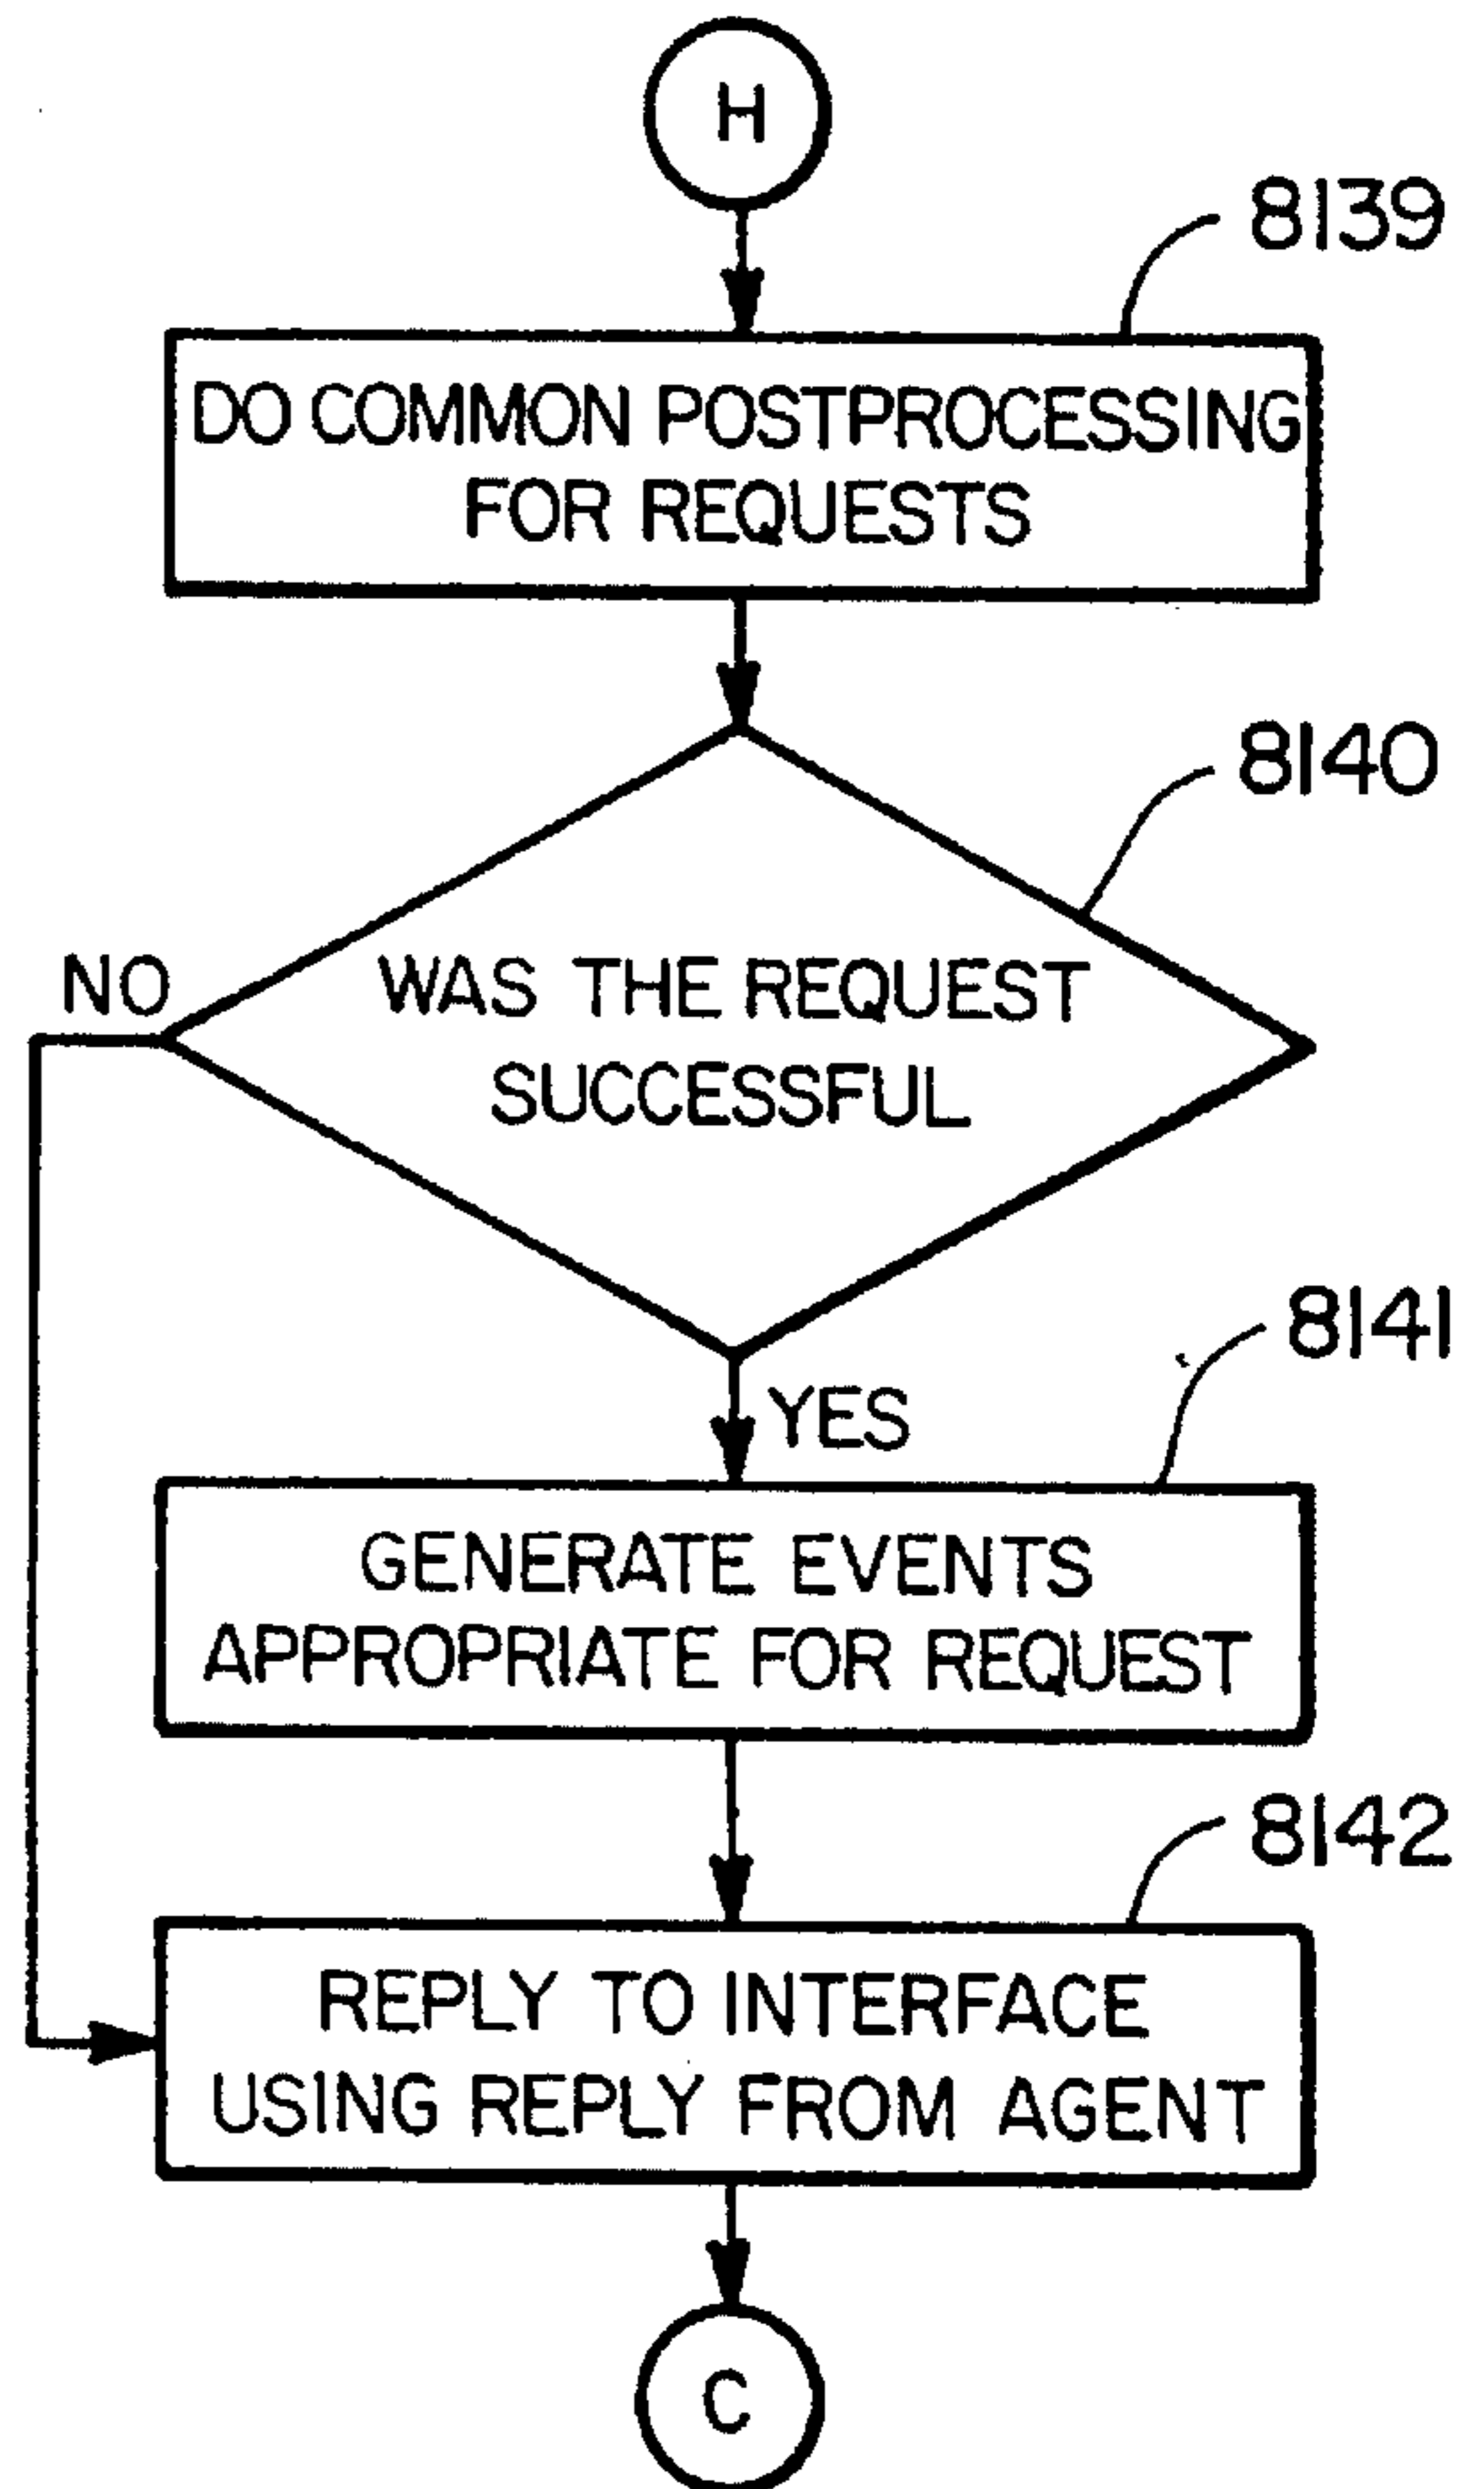 H
8139
DO COMMON POSTPROCESSING
FOR REQUESTS
8140
NO
WAS THE REQUEST
SUCCESSFUL
8141
YES
GENERATE EVENTS
APPROPRIATE FOR REQUEST
8142
REPLY TO INTERFACE
USING REPLY FROM AGENT
C